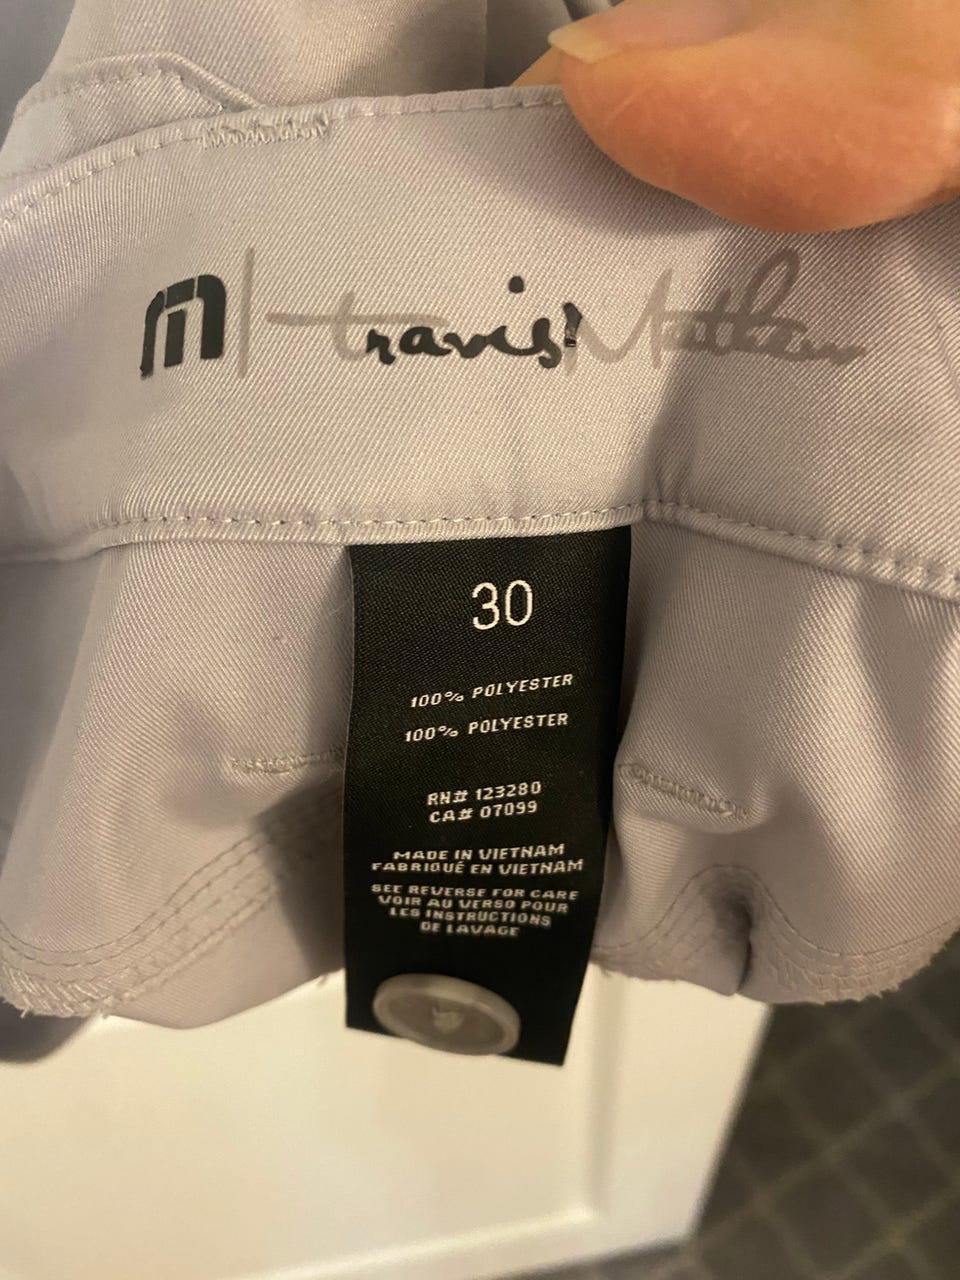 travisMathew
30
100% POLYESTER
100% POLYESTER
RN# 123280
CA# 07099
MADE IN VIETNAM
FABRIQUÉ EN VIETNAM
SEE REVERSE FOR CARE
VOIR AU VERSO POUR
LES INSTRUCTIONS
DE LAVAGE